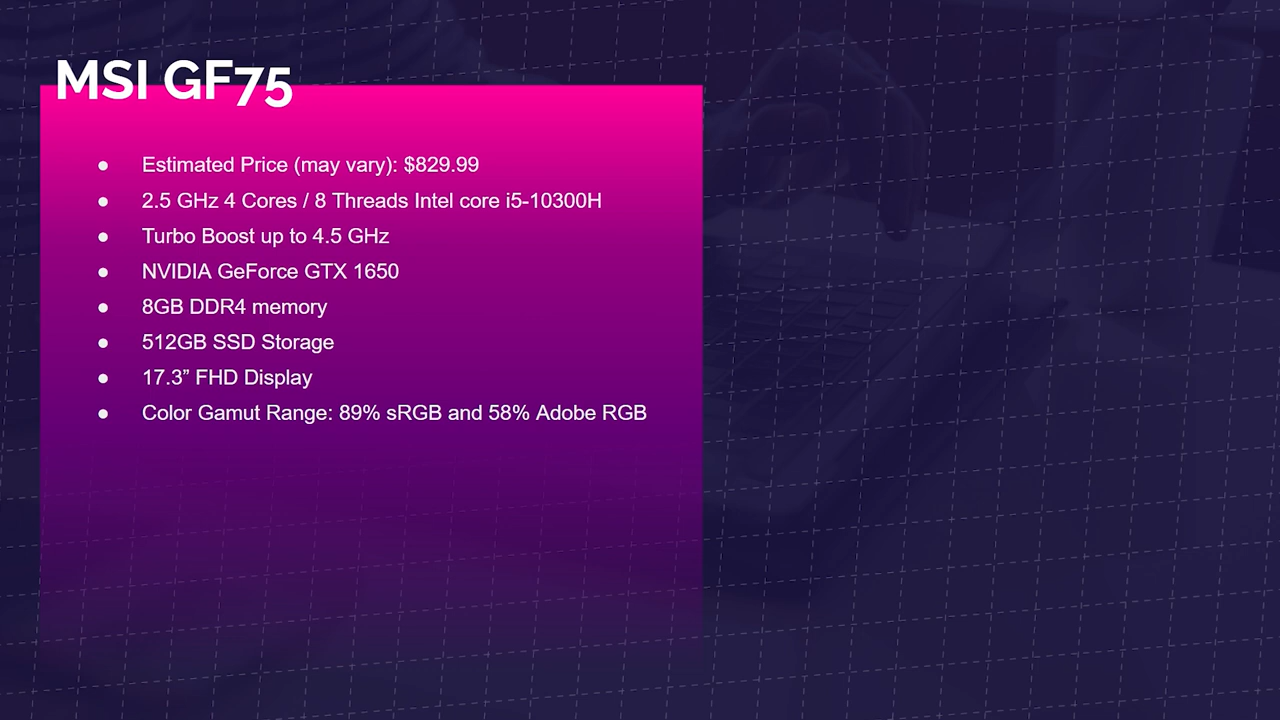 MSI GF75
● Estimated Price (may vary): $829.99
● 2.5 GHz 4 Cores / 8 Threads Intel core i5-10300H
● Turbo Boost up to 4.5 GHz
● NVIDIA GeForce GTX 1650
● 8GB DDR4 memory
● 512GB SSD Storage
● 17.3” FHD Display
● Color Gamut Range: 89% sRGB and 58% Adobe RGB